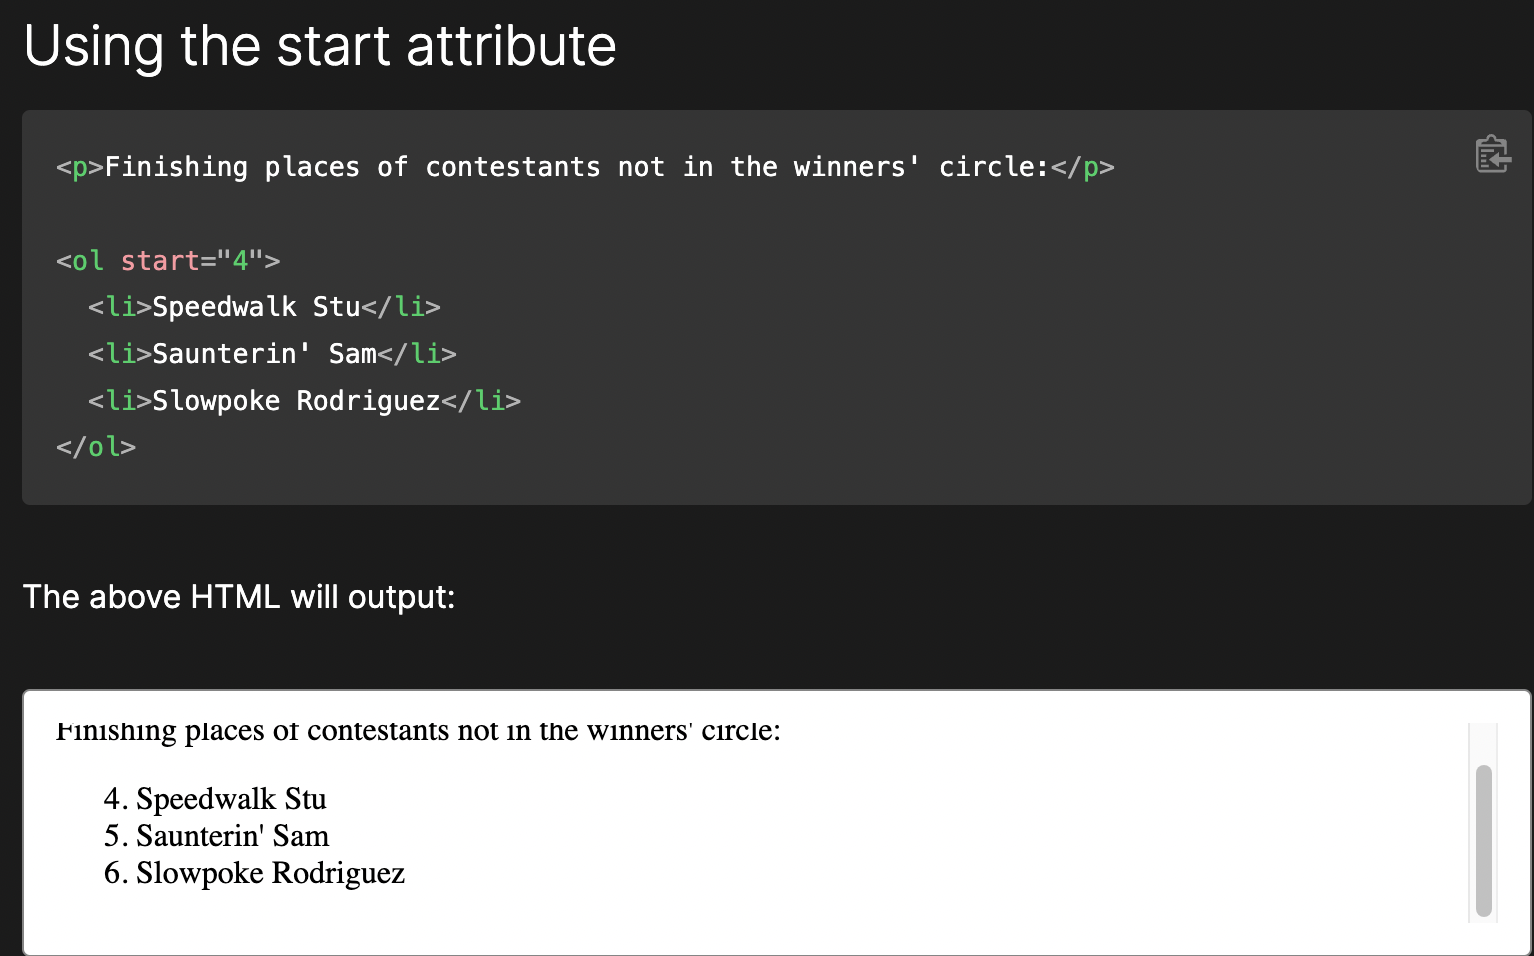 Using the start attribute
<p>Finishing places of contestants not in the winners' circle:</p>
<ol start="4">
<li>Speedwalk Stu</li>
<li>Saunterin' Sam</li>
<li>Slowpoke Rodriguez</li>
</ol>
The above HTML will output:
Finishing places of contestants not in the winners' circle:
4. Speedwalk Stu
5. Saunterin' Sam
6. Slowpoke Rodriguez